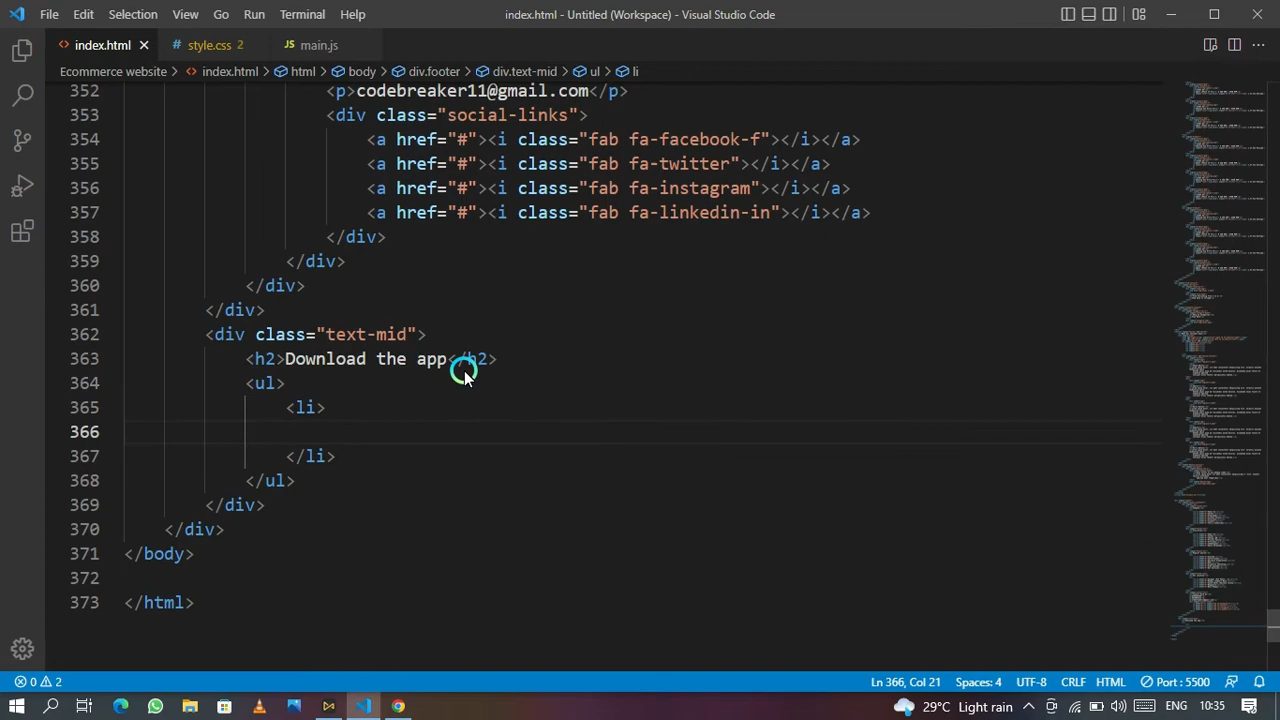 File Edit Selection View Go Run Terminal Help index.html - Untitled (Workspace) - Visual Studio Code
index.html style.css 2 main.js
Ecommerce website > index.html > html > body > div.footer > div.text-mid > ul > li
352 <p>codebreaker11@gmail.com</p>
353 <div class="social-links">
354 <a href="#"><i class="fab fa-facebook-f"></i></a>
355 <a href="#"><i class="fab fa-twitter"></i></a>
356 <a href="#"><i class="fab fa-instagram"></i></a>
357 <a href="#"><i class="fab fa-linkedin-in"></i></a>
358 </div>
359 </div>
360 </div>
361 </div>
362 <div class="text-mid">
363 <h2>Download the app</h2>
364 <ul>
365 <li>
366
367 </li>
368 </ul>
369 </div>
370 </div>
371 </body>
372
373 </html>
0 2 Ln 366, Col 21 Spaces: 4 UTF-8 CRLF HTML Port : 5500
29°C Light rain ENG 10:35